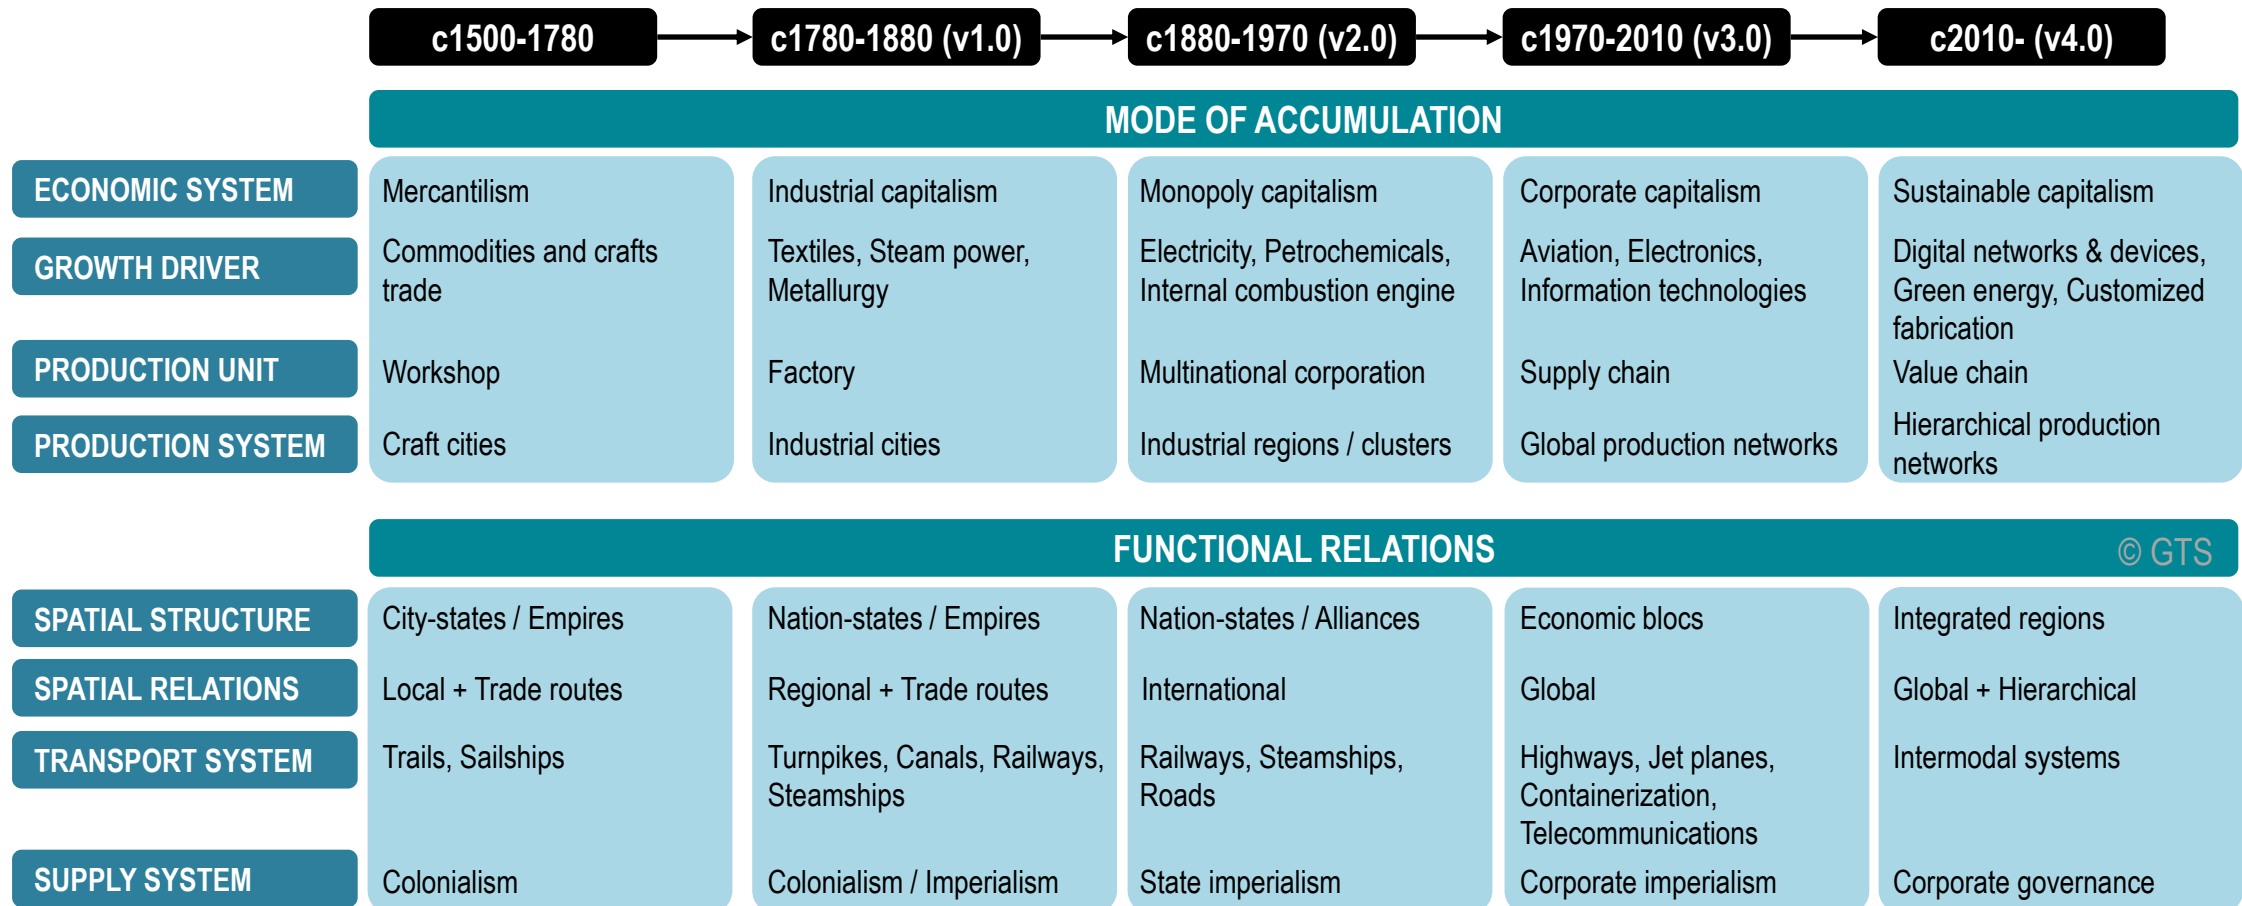 c1500-1780
c1780-1880 (v1.0)
c1880-1970 (v2.0)
c1970-2010 (v3.0)
c2010- (v4.0)
MODE OF ACCUMULATION
ECONOMIC SYSTEM
Mercantilism
Industrial capitalism
Monopoly capitalism
Corporate capitalism
Sustainable capitalism
GROWTH DRIVER
Commodities and crafts
trade
Textiles, Steam power,
Metallurgy
Electricity, Petrochemicals,
Internal combustion engine
Aviation, Electronics,
Information technologies
Digital networks & devices,
Green energy, Customized
fabrication
PRODUCTION UNIT
Workshop
Factory
Multinational corporation
Supply chain
Value chain
PRODUCTION SYSTEM
Craft cities
Industrial cities
Industrial regions / clusters
Global production networks
Hierarchical production
networks
FUNCTIONAL RELATIONS
© GTS
SPATIAL STRUCTURE
City-states / Empires
Nation-states / Empires
Nation-states / Alliances
Economic blocs
Integrated regions
SPATIAL RELATIONS
Local + Trade routes
Regional + Trade routes
International
Global
Global + Hierarchical
TRANSPORT SYSTEM
Trails, Sailships
Turnpikes, Canals, Railways,
Steamships
Railways, Steamships,
Roads
Highways, Jet planes,
Containerization,
Telecommunications
Intermodal systems
SUPPLY SYSTEM
Colonialism
Colonialism / Imperialism
State imperialism
Corporate imperialism
Corporate governance